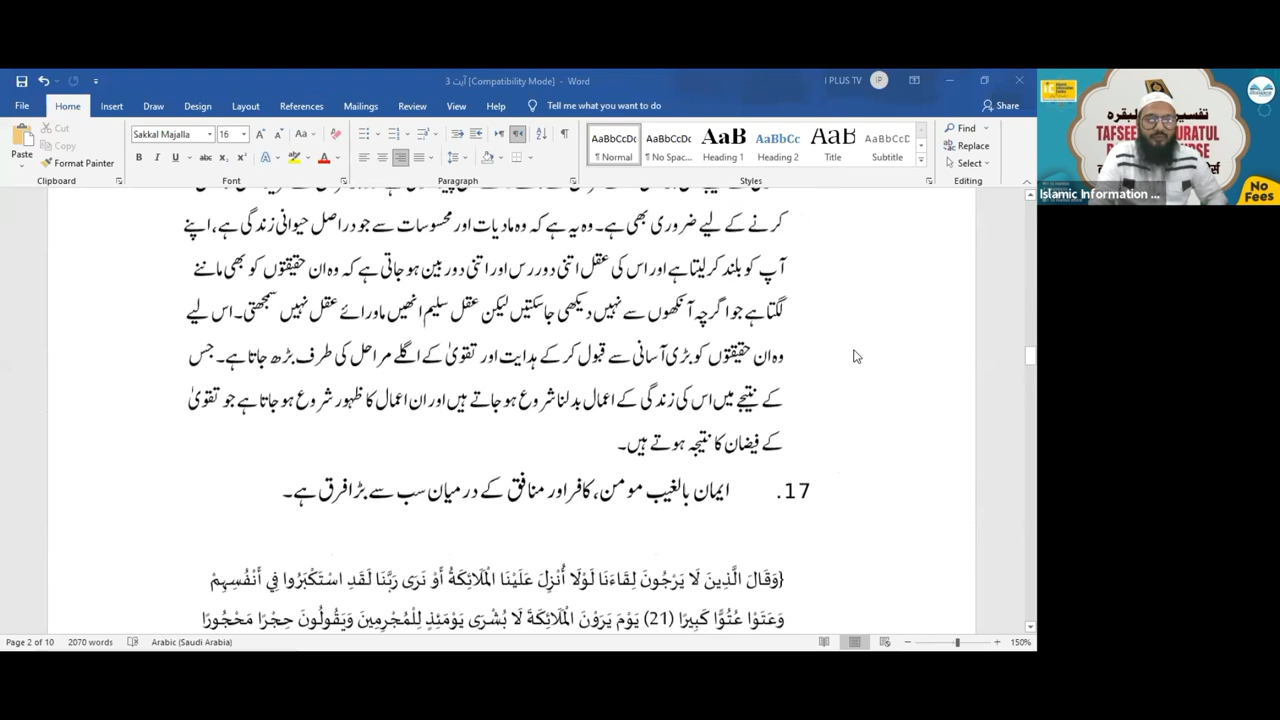 آیت 3 [Compatibility Mode] - Word
I PLUS TV
IP
File Home Insert Draw Design Layout References Mailings Review View Help Tell me what you want to do Share
Paste
Cut
Copy
Format Painter
Clipboard
Sakkal Majalla 16
Font
Paragraph
AaBbCcDc AaBbCcDc AaB AaBbCc AaB AaBbCcD
¶ Normal ¶ No Spac... Heading 1 Heading 2 Title Subtitle
Styles
Find
Replace
Select
Editing
کرنے کے لیے ضروری بھی ہے۔ وہ یہ ہے کہ وہ مادیات اور محسوسات سے جو دراصل حیوانی زندگی ہے، اپنے
آپ کو بلند کر لیتا ہے اور اس کی عقل اتنی دور رس اور اتنی دور بین ہو جاتی ہے کہ وہ ان حقیقتوں کو بھی ماننے
لگتا ہے جو اگرچہ آنکھوں سے نہیں دیکھی جاسکتیں لیکن عقل سلیم انھیں ماورائے عقل نہیں سمجھتی۔ اس لیے
وہ ان حقیقتوں کو بڑی آسانی سے قبول کر کے ہدایت اور تقویٰ کے اگلے مراحل کی طرف بڑھ جاتا ہے۔ جس
کے نتیجے میں اس کی زندگی کے اعمال بدلنا شروع ہو جاتے ہیں اور ان اعمال کا ظہور شروع ہو جاتا ہے جو تقویٰ
کے فیضان کا نتیجہ ہوتے ہیں۔
17. ایمان بالغیب مومن، کافر اور منافق کے درمیان سب سے بڑا فرق ہے۔
{وَقَالَ الَّذِينَ لَا يَرْجُونَ لِقَاءَنَا لَوْلَا أُنْزِلَ عَلَيْنَا الْمَلَائِكَةُ أَوْ نَرَى رَبَّنَا لَقَدِ اسْتَكْبَرُوا فِي أَنْفُسِهِمْ
وَعَتَوْا عُتُوًّا كَبِيرًا (21) يَوْمَ يَرَوْنَ الْمَلَائِكَةَ لَا بُشْرَى يَوْمَئِذٍ لِلْمُجْرِمِينَ وَيَقُولُونَ حِجْرًا مَحْجُورًا
Page 2 of 10 2070 words Arabic (Saudi Arabia) 150%
TAFSEE URATUL
Islamic Information ...
No
Fees